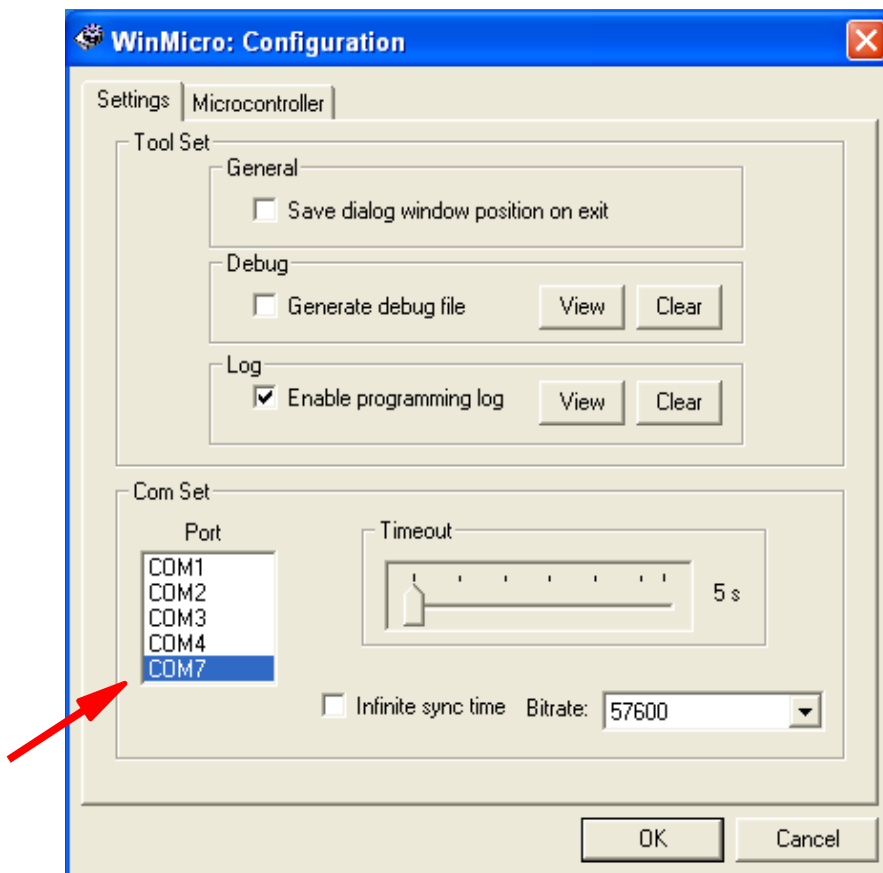 WinMicro: Configuration
Settings Microcontroller
Tool Set
General
Save dialog window position on exit
Debug
Generate debug file View Clear
Log
Enable programming log View Clear
Com Set
Port Timeout
COM1
COM2
COM3
COM4
COM7
5 s
Infinite sync time Bitrate: 57600
OK Cancel